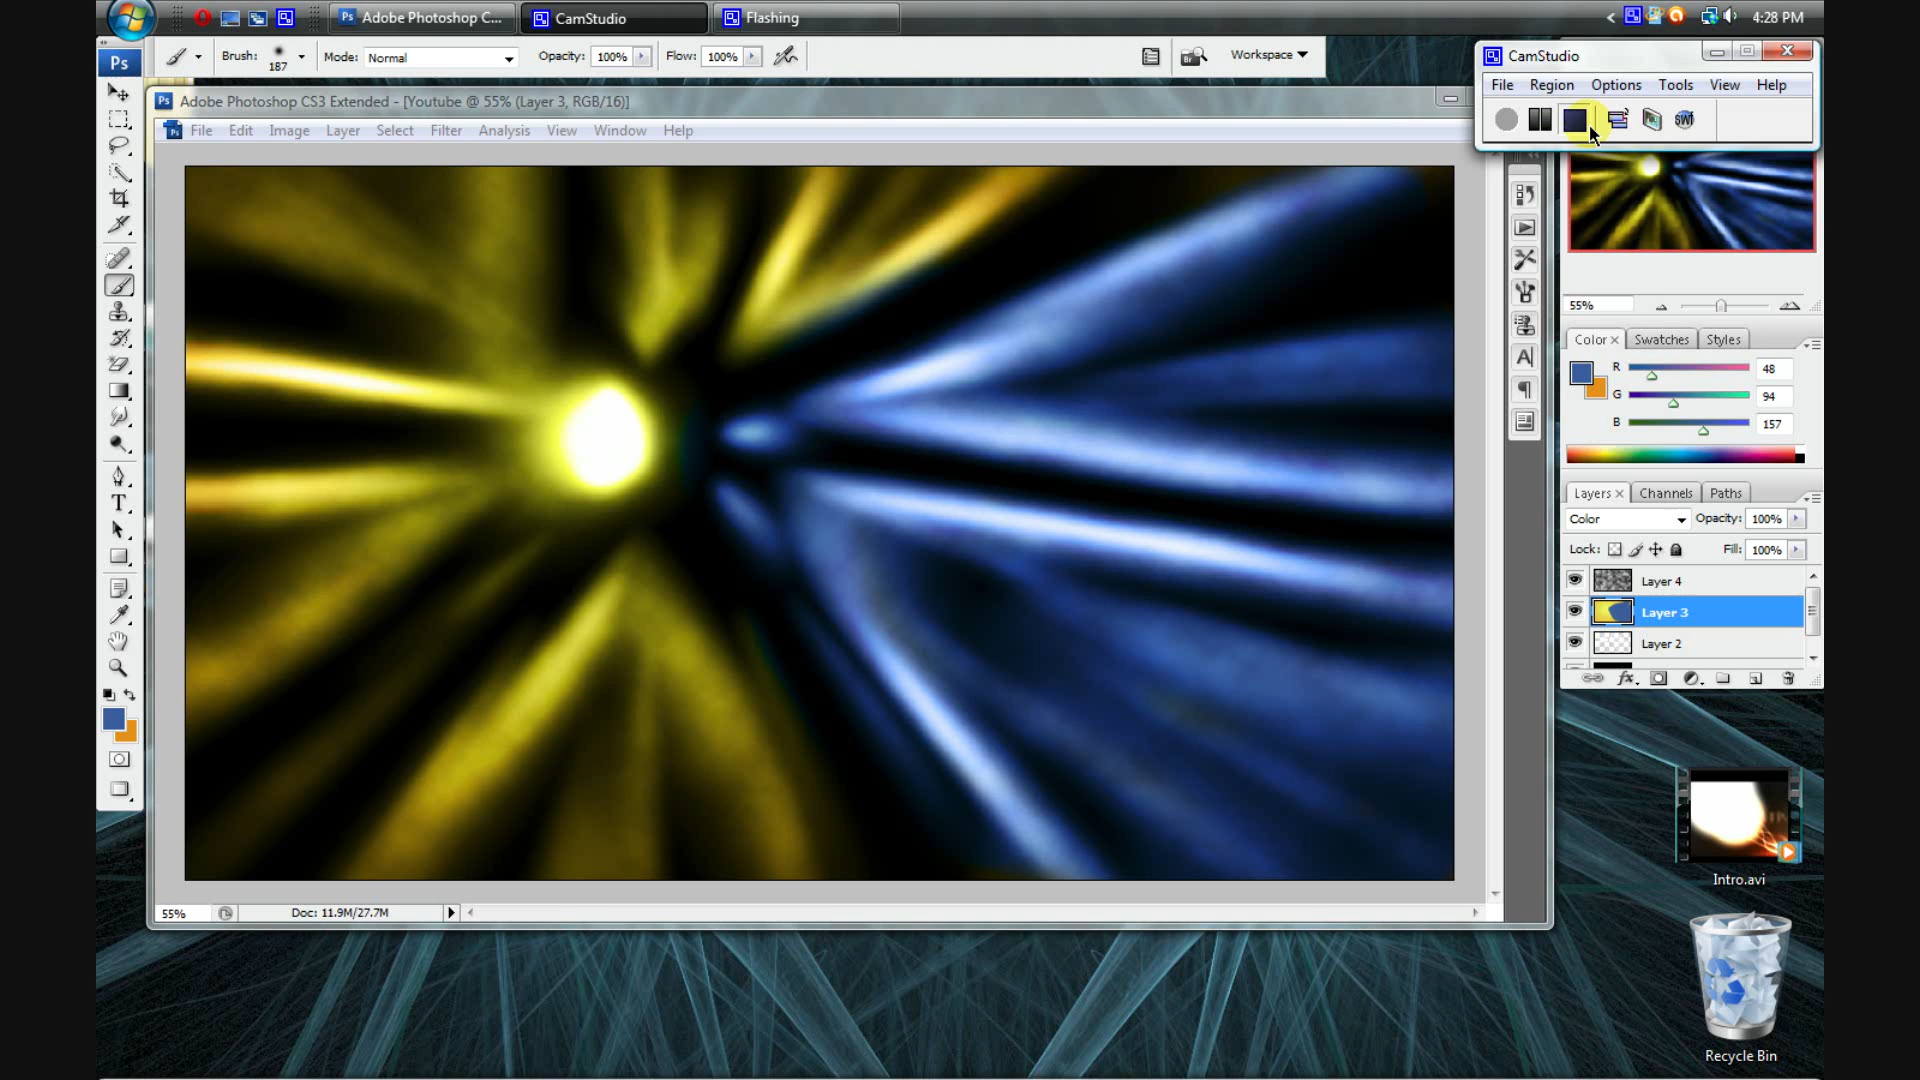 Adobe Photoshop C...
CamStudio
Flashing
4:28 PM
Ps
Brush: 187
Mode: Normal
Opacity: 100%
Flow: 100%
Workspace
CamStudio
File Region Options Tools View Help
SWf
Ps Adobe Photoshop CS3 Extended - [Youtube @ 55% (Layer 3, RGB/16)]
File Edit Image Layer Select Filter Analysis View Window Help
55%
Color Swatches Styles
R 48
G 94
B 157
Layers Channels Paths
Color Opacity: 100%
Lock: Fill: 100%
Layer 4
Layer 3
Layer 2
Intro.avi
55% Doc: 11.9M/27.7M
Recycle Bin